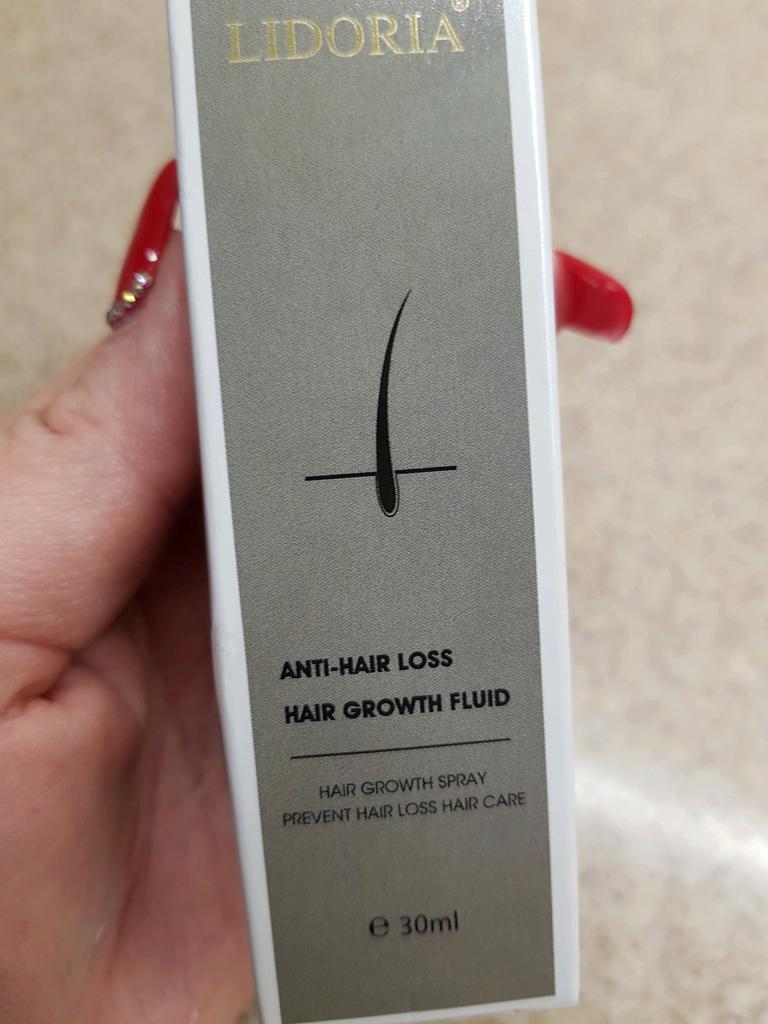 LIDORIA®
ANTI-HAIR LOSS
HAIR GROWTH FLUID
HAIR GROWTH SPRAY
PREVENT HAIR LOSS HAIR CARE
℮ 30ml